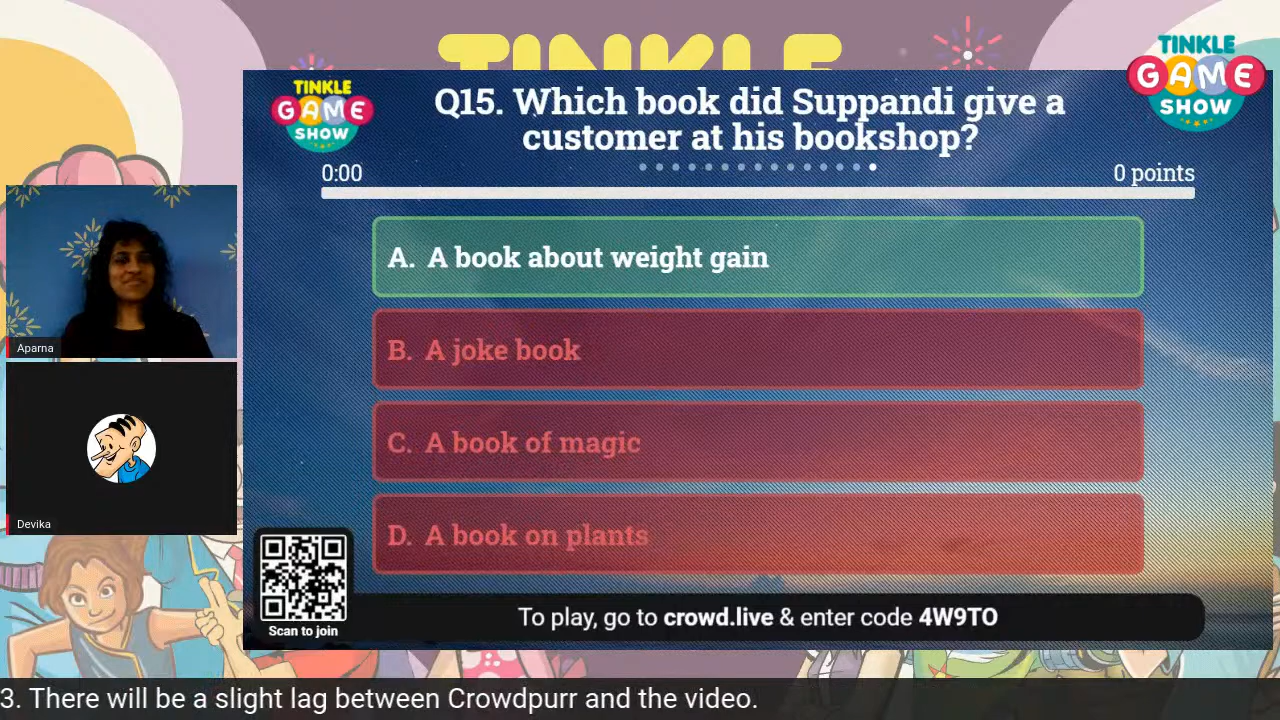 TINKLE
TINKLE
GAME
SHOW
TINKLE
GAME
SHOW
Q15. Which book did Suppandi give a
customer at his bookshop?
0:00
0 points
A. A book about weight gain
B. A joke book
C. A book of magic
D. A book on plants
Aparna
Devika
Scan to join
To play, go to crowd.live & enter code 4W9TO
3. There will be a slight lag between Crowdpurr and the video.